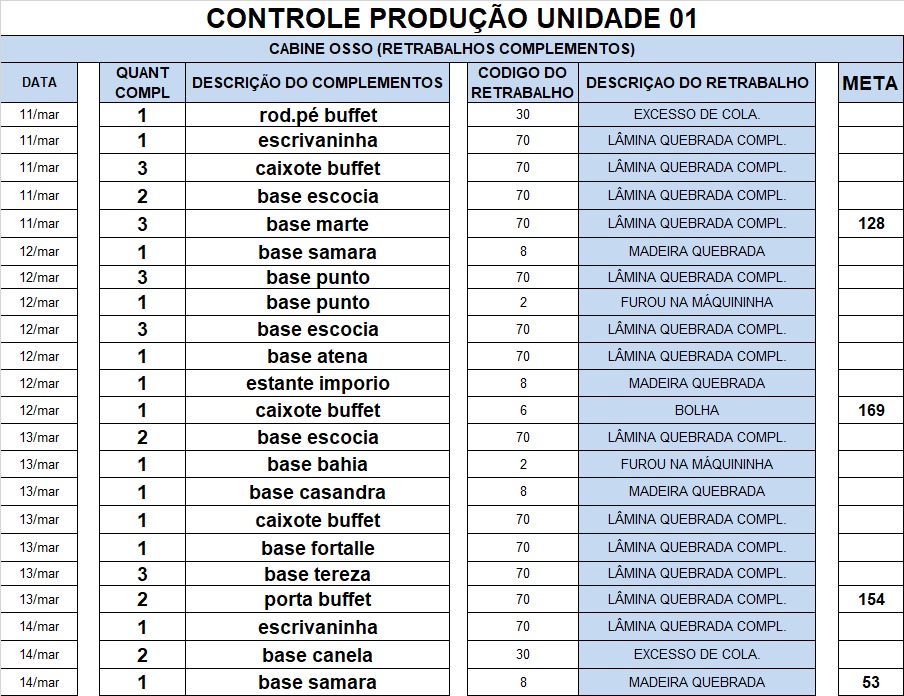 CONTROLE PRODUÇÃO UNIDADE 01
CABINE OSSO (RETRABALHOS COMPLEMENTOS)
DATA QUANT COMPL DESCRIÇÃO DO COMPLEMENTOS CODIGO DO RETRABALHO DESCRIÇAO DO RETRABALHO META
11/mar 1 rod.pé buffet 30 EXCESSO DE COLA.
11/mar 1 escrivaninha 70 LÂMINA QUEBRADA COMPL.
11/mar 3 caixote buffet 70 LÂMINA QUEBRADA COMPL.
11/mar 2 base escocia 70 LÂMINA QUEBRADA COMPL.
11/mar 3 base marte 70 LÂMINA QUEBRADA COMPL. 128
12/mar 1 base samara 8 MADEIRA QUEBRADA
12/mar 3 base punto 70 LÂMINA QUEBRADA COMPL.
12/mar 1 base punto 2 FUROU NA MÁQUININHA
12/mar 3 base escocia 70 LÂMINA QUEBRADA COMPL.
12/mar 1 base atena 70 LÂMINA QUEBRADA COMPL.
12/mar 1 estante imporio 8 MADEIRA QUEBRADA
12/mar 1 caixote buffet 6 BOLHA 169
13/mar 2 base escocia 70 LÂMINA QUEBRADA COMPL.
13/mar 1 base bahia 2 FUROU NA MÁQUININHA
13/mar 1 base casandra 8 MADEIRA QUEBRADA
13/mar 1 caixote buffet 70 LÂMINA QUEBRADA COMPL.
13/mar 1 base fortalle 70 LÂMINA QUEBRADA COMPL.
13/mar 3 base tereza 70 LÂMINA QUEBRADA COMPL.
13/mar 2 porta buffet 70 LÂMINA QUEBRADA COMPL. 154
14/mar 1 escrivaninha 70 LÂMINA QUEBRADA COMPL.
14/mar 2 base canela 30 EXCESSO DE COLA.
14/mar 1 base samara 8 MADEIRA QUEBRADA 53